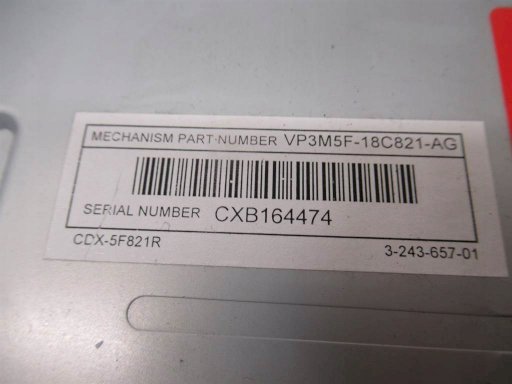 MECHANISM PART-NUMBER VP3M5F-18C821-AG
SERIAL NUMBER CXB164474
CDX-5F821R 3-243-657-01